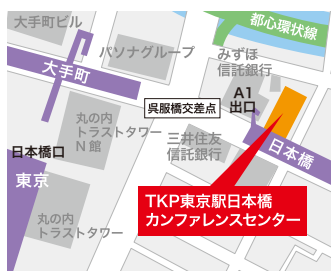 大手町ビル
都心環状線
パソナグループ
みずほ
信託銀行
大手町
A1
出口
呉服橋交差点
丸の内
トラストタワー
N館
三井住友
信託銀行
日本橋口
日本橋
東京
TKP東京駅日本橋
カンファレンスセンター
丸の内
トラストタワー